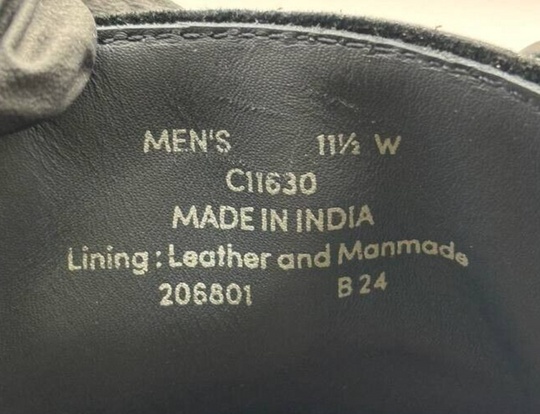 MEN'S 11½ W
C11630
MADE IN INDIA
Lining: Leather and Manmade
206801 B 24